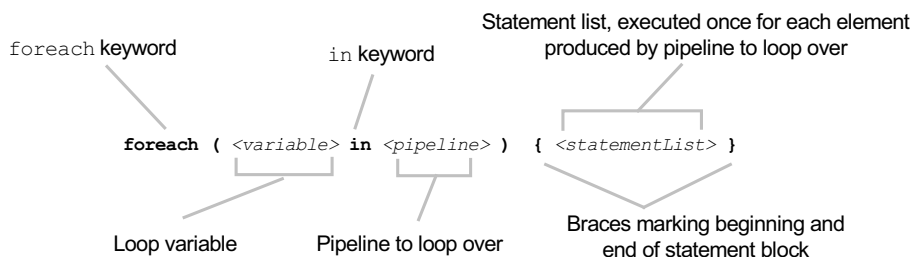 Statement list, executed once for each element
produced by pipeline to loop over
foreach keyword
in keyword
foreach ( <variable> in <pipeline> ) { <statementList> }
Loop variable
Pipeline to loop over
Braces marking beginning and
end of statement block